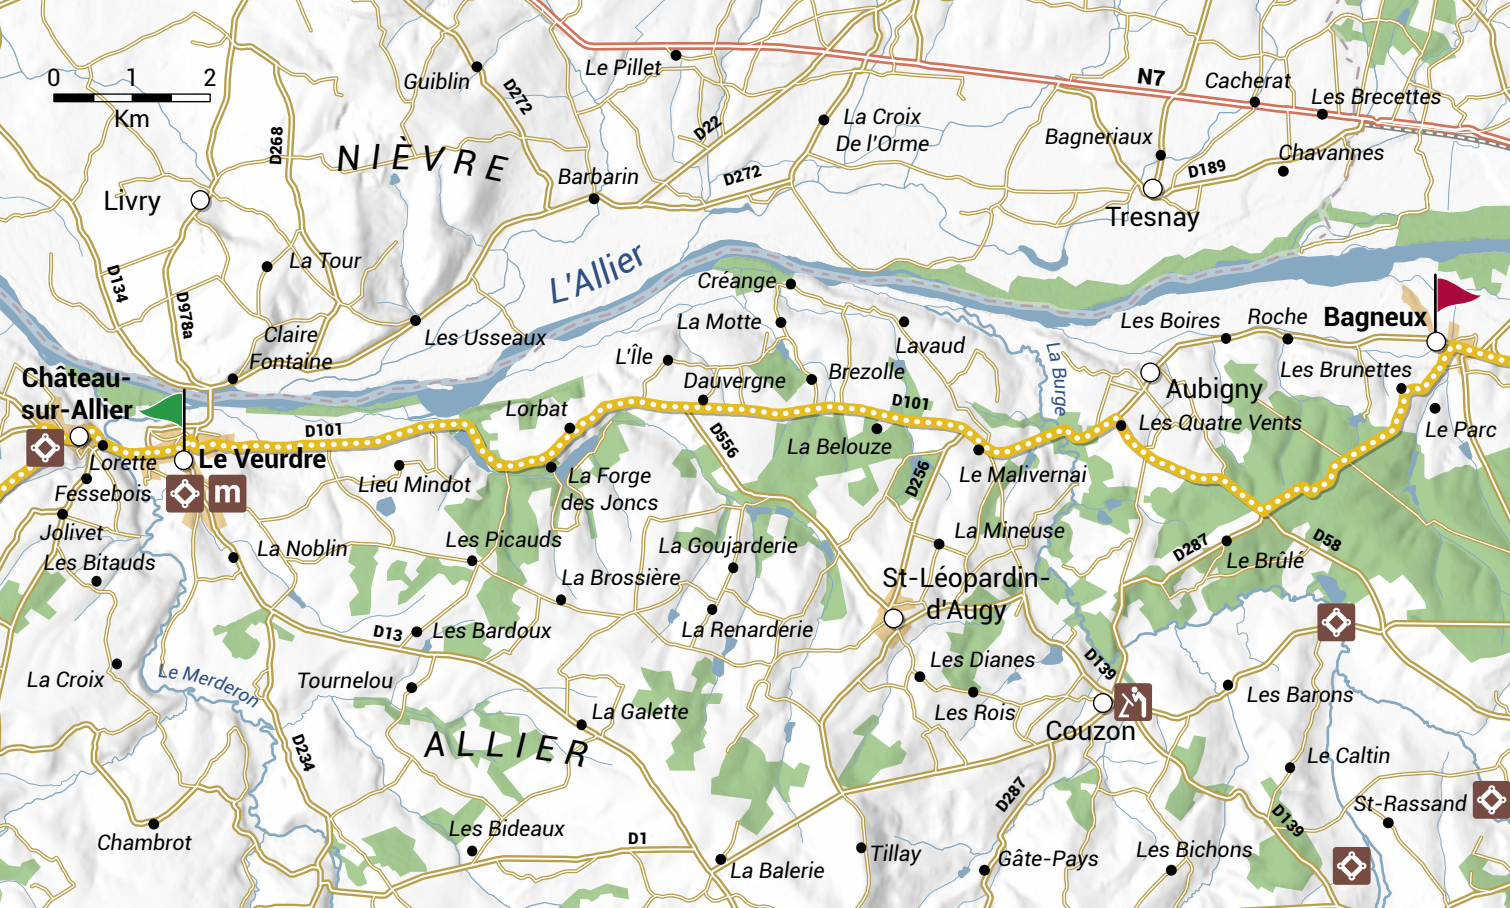 0 1 2
Km
Guiblin
D272
Le Pillet
N7
Cacherat
Les Brecettes
D268
NIÈVRE
D22
La Croix
De l'Orme
Bagneriaux
Chavannes
D189
Livry
Barbarin
D272
Tresnay
D134
D978a
La Tour
L'Allier
Créange
Claire
Fontaine
Les Usseaux
La Motte
Lavaud
La Burge
Les Boires
Roche
Bagneux
L'Île
Dauvergne
Brezolle
Les Brunettes
Château-
sur-Allier
Aubigny
Lorbat
D101
D101
D556
La Belouze
Les Quatre Vents
Le Parc
Lorette
Le Veurdre
Fessebois
m
Lieu Mindot
La Forge
des Joncs
D256
Le Malivernai
Jolivet
Les Bitauds
La Noblin
Les Picauds
La Goujarderie
La Mineuse
D287
Le Brûlé
D58
La Brossière
St-Léopardin-
d'Augy
D13
Les Bardoux
La Renarderie
La Croix
Le Merderon
Tournelou
Les Dianes
D139
Les Barons
La Galette
Les Rois
Couzon
ALLIER
D234
Le Caltin
D287
St-Rassand
D139
Chambrot
Les Bideaux
D1
La Balerie
Tillay
Gâte-Pays
Les Bichons